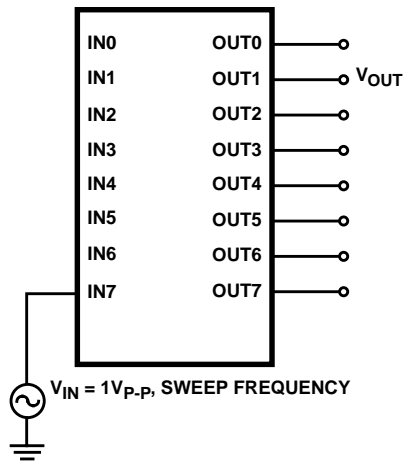 IN0 OUT0
IN1 OUT1 VOUT
IN2 OUT2
IN3 OUT3
IN4 OUT4
IN5 OUT5
IN6 OUT6
IN7 OUT7
VIN = 1VP-P, SWEEP FREQUENCY